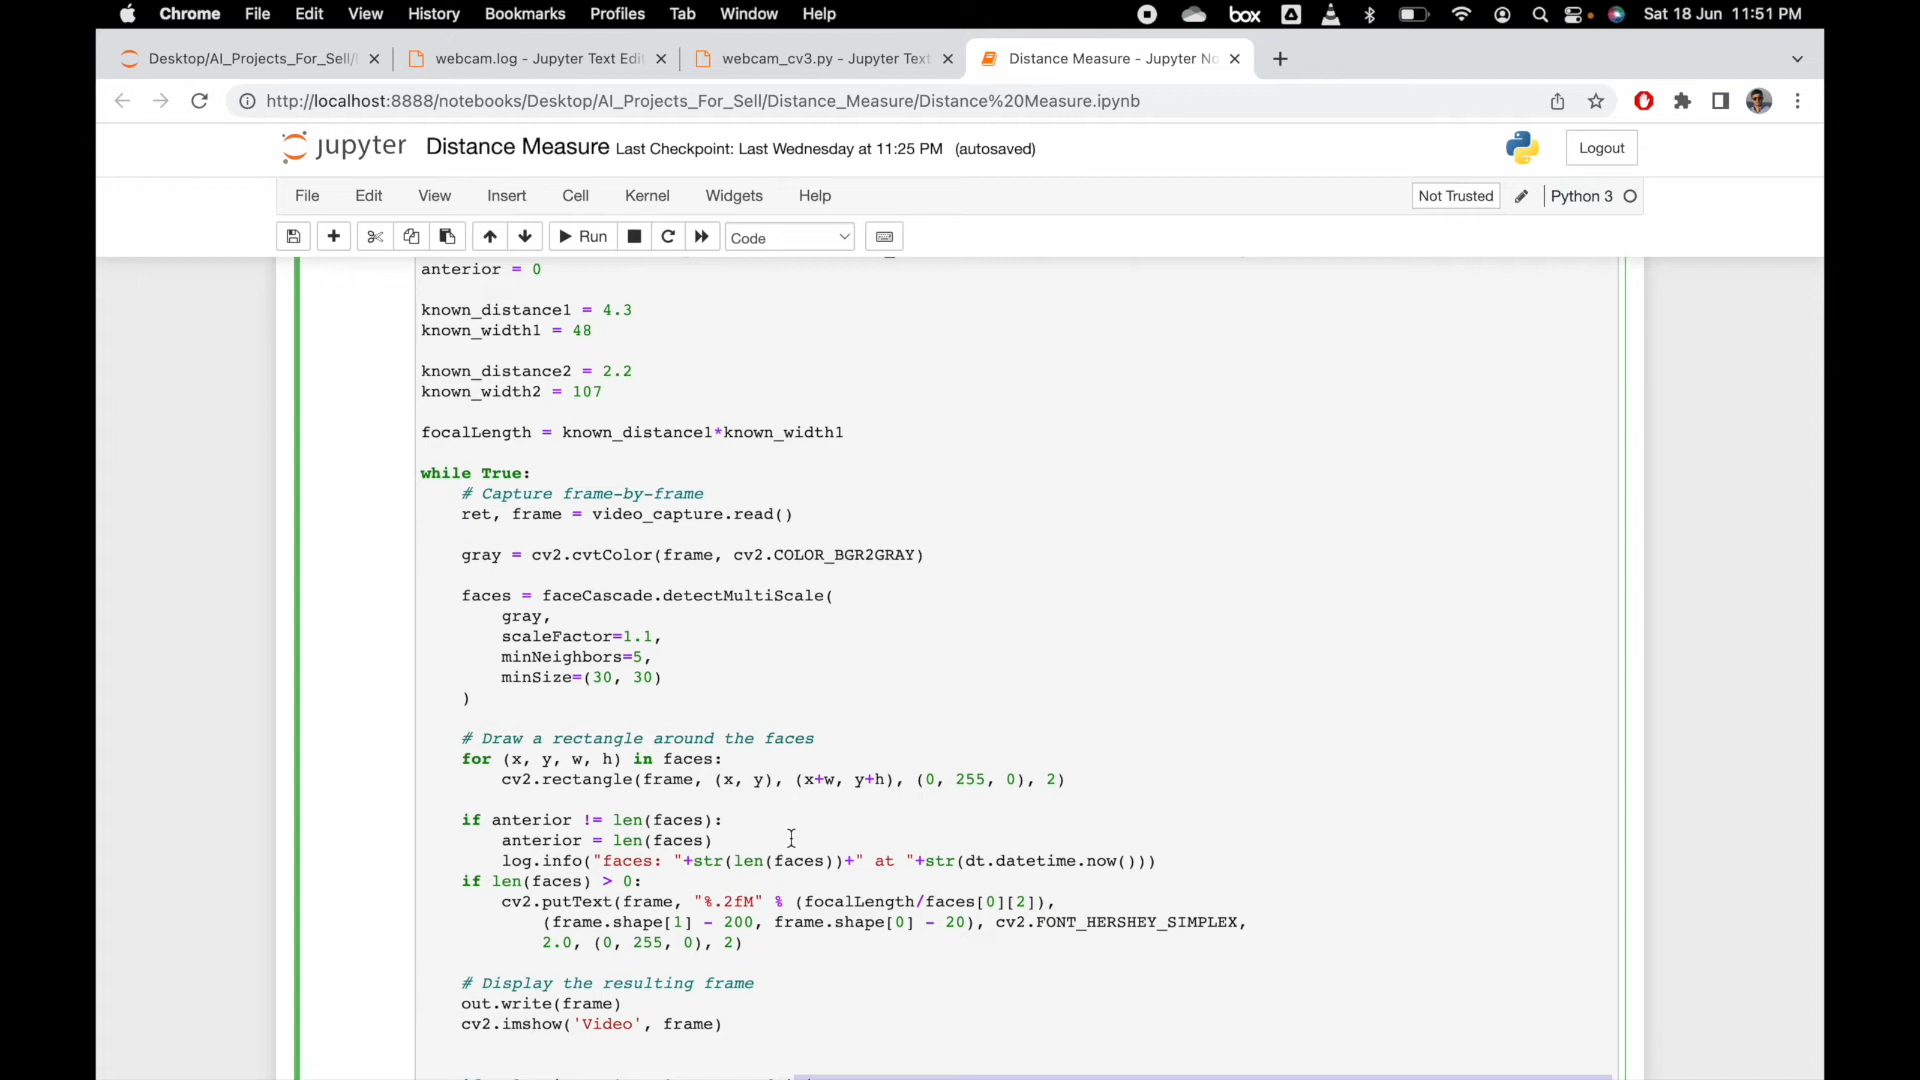 Chrome File Edit View History Bookmarks Profiles Tab Window Help box Sat 18 Jun 11:51 PM
Desktop/AI_Projects_For_Sell/ webcam.log - Jupyter Text Edi webcam_cv3.py - Jupyter Text Distance Measure - Jupyter No
http://localhost:8888/notebooks/Desktop/AI_Projects_For_Sell/Distance_Measure/Distance%20Measure.ipynb
jupyter Distance Measure Last Checkpoint: Last Wednesday at 11:25 PM (autosaved) Logout
File Edit View Insert Cell Kernel Widgets Help Not Trusted Python 3
Run Code
anterior = 0
known_distance1 = 4.3
known_width1 = 48
known_distance2 = 2.2
known_width2 = 107
focalLength = known_distance1*known_width1
while True:
# Capture frame-by-frame
ret, frame = video_capture.read()
gray = cv2.cvtColor(frame, cv2.COLOR_BGR2GRAY)
faces = faceCascade.detectMultiScale(
gray,
scaleFactor=1.1,
minNeighbors=5,
minSize=(30, 30)
)
# Draw a rectangle around the faces
for (x, y, w, h) in faces:
cv2.rectangle(frame, (x, y), (x+w, y+h), (0, 255, 0), 2)
if anterior != len(faces):
anterior = len(faces)
log.info("faces: "+str(len(faces))+" at "+str(dt.datetime.now()))
if len(faces) > 0:
cv2.putText(frame, "%.2fM" % (focalLength/faces[0][2]),
(frame.shape[1] - 200, frame.shape[0] - 20), cv2.FONT_HERSHEY_SIMPLEX,
2.0, (0, 255, 0), 2)
# Display the resulting frame
out.write(frame)
cv2.imshow('Video', frame)